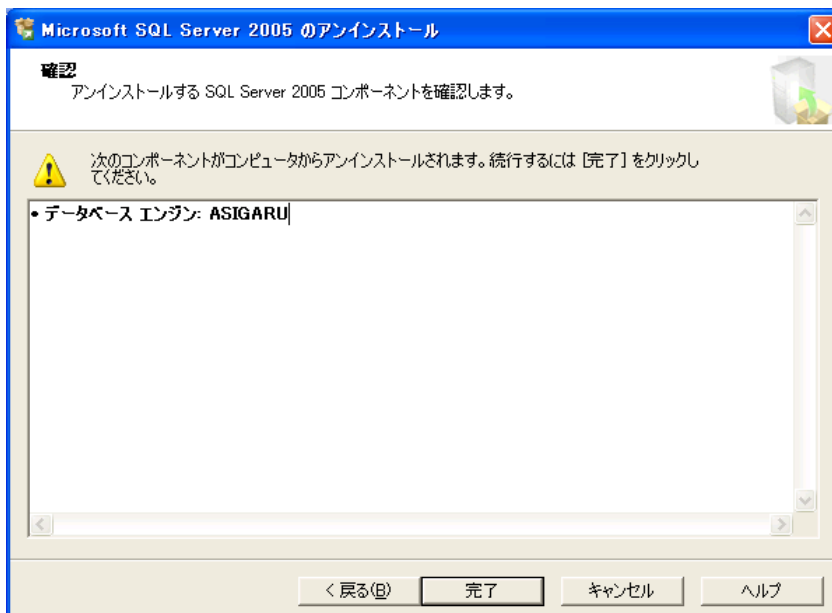 Microsoft SQL Server 2005 のアンインストール
確認
アンインストールする SQL Server 2005 コンポーネントを確認します。
次のコンポーネントがコンピュータからアンインストールされます。続行するには [完了] をクリックし
てください。
• データベース エンジン: ASIGARU
< 戻る(B) 完了 キャンセル ヘルプ